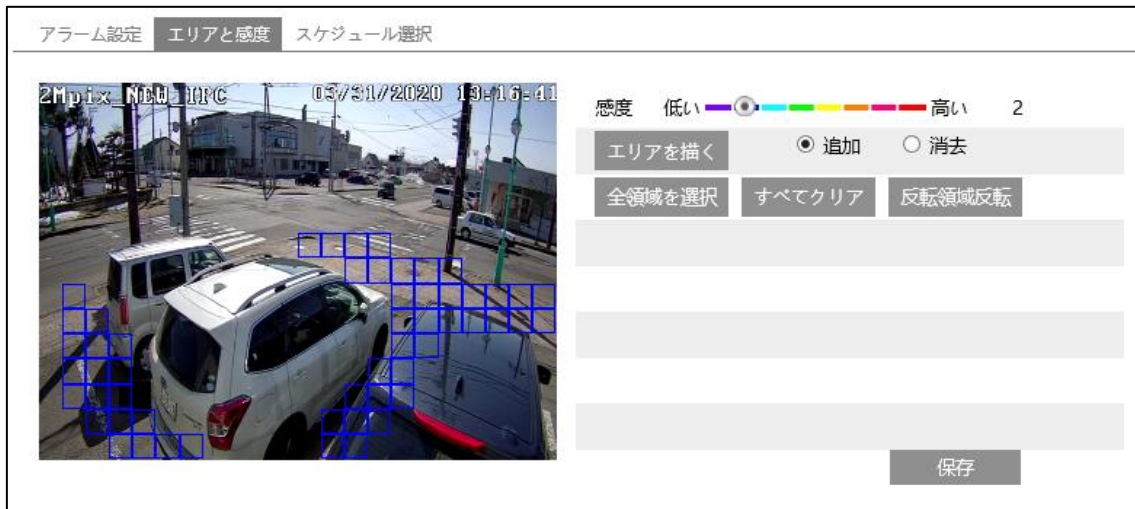 アラーム設定 エリアと感度 スケジュール選択
2Mpix_NEW_IPC 03/31/2020 13:16:41
感度 低い 高い 2
エリアを描く 追加 消去
全領域を選択 すべてクリア 反転領域反転
保存